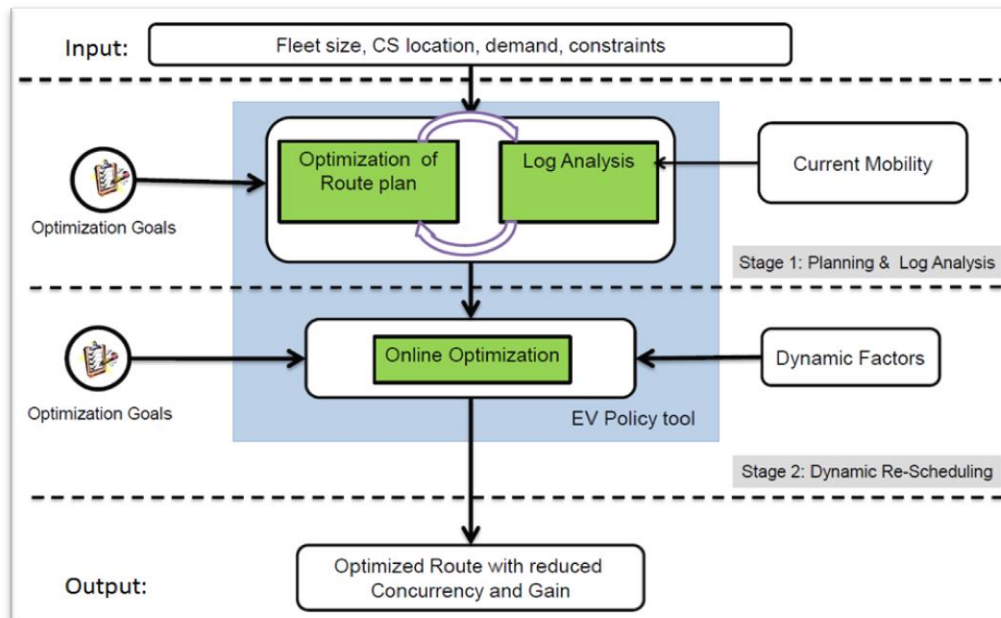 Input:
Fleet size, CS location, demand, constraints
Optimization of
Route plan
Log Analysis
Current Mobility
Optimization Goals
Stage 1: Planning & Log Analysis
Online Optimization
Dynamic Factors
Optimization Goals
EV Policy tool
Stage 2: Dynamic Re-Scheduling
Optimized Route with reduced
Concurrency and Gain
Output: